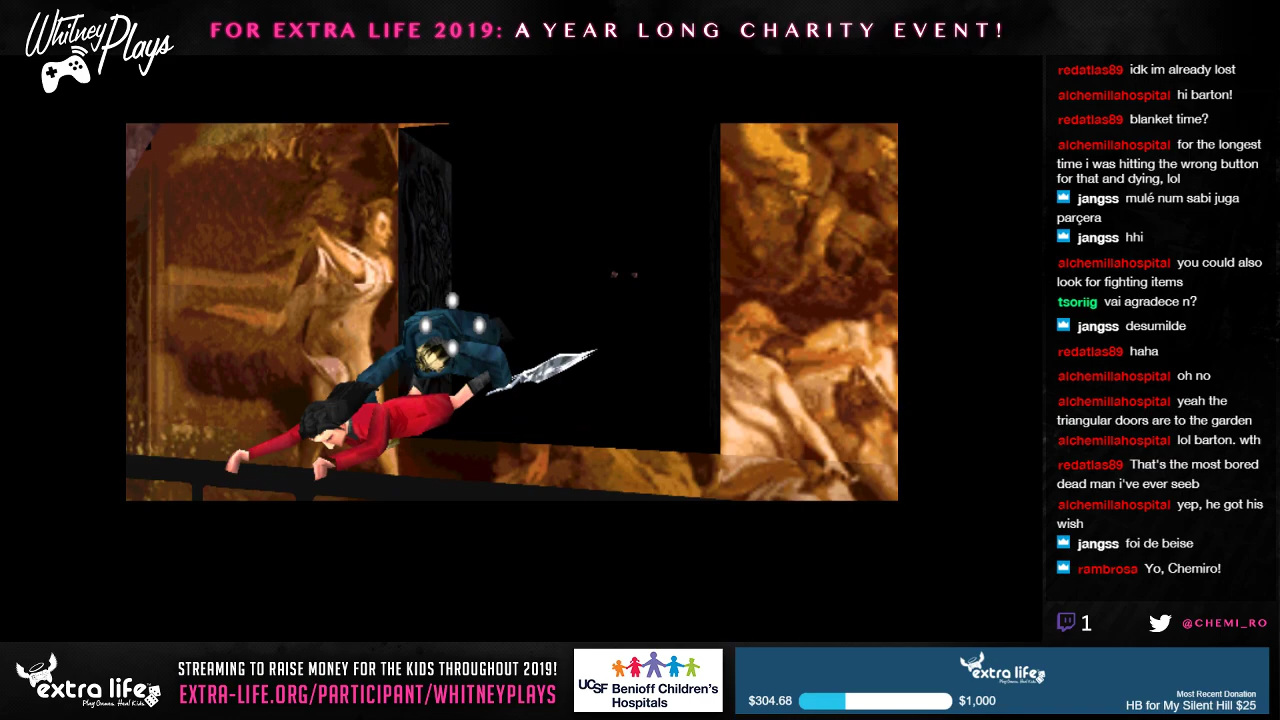 Whitney Plays
FOR EXTRA LIFE 2019: A YEAR LONG CHARITY EVENT!
redatlas89 idk im already lost
alchemillahospital hi barton!
redatlas89 blanket time?
alchemillahospital for the longest
time i was hitting the wrong button
for that and dying, lol
jangss mulé num sabi juga
parçera
jangss hhi
alchemillahospital you could also
look for fighting items
tsoriig vai agradece n?
jangss desumilde
redatlas89 haha
alchemillahospital oh no
alchemillahospital yeah the
triangular doors are to the garden
alchemillahospital lol barton. wth
redatlas89 That's the most bored
dead man i've ever seeb
alchemillahospital yep, he got his
wish
jangss foi de beise
rambrosa Yo, Chemiro!
1 @CHEMI_RO
extra life
Play Games. Heal Kids.
STREAMING TO RAISE MONEY FOR THE KIDS THROUGHOUT 2019!
EXTRA-LIFE.ORG/PARTICIPANT/WHITNEYPLAYS
UCSF Benioff Children's
Hospitals
extra life
$304.68 $1,000
Most Recent Donation
HB for My Silent Hill $25